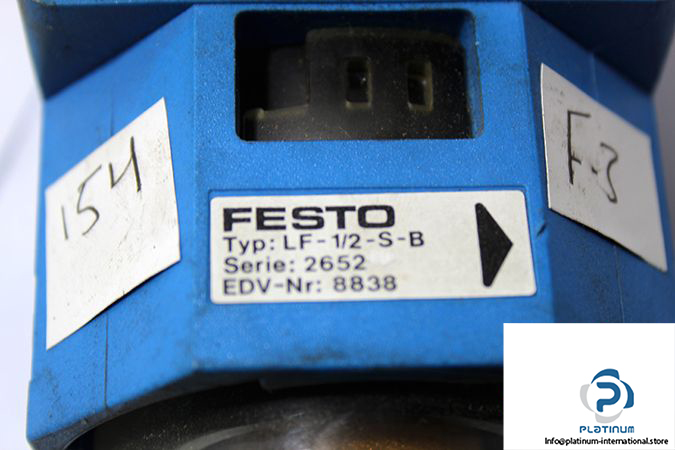 154
F-3
FESTO
Typ: LF-1/2-S-B
Serie: 2652
EDV-Nr: 8838
PLATINUM
Info@platinum-international.store